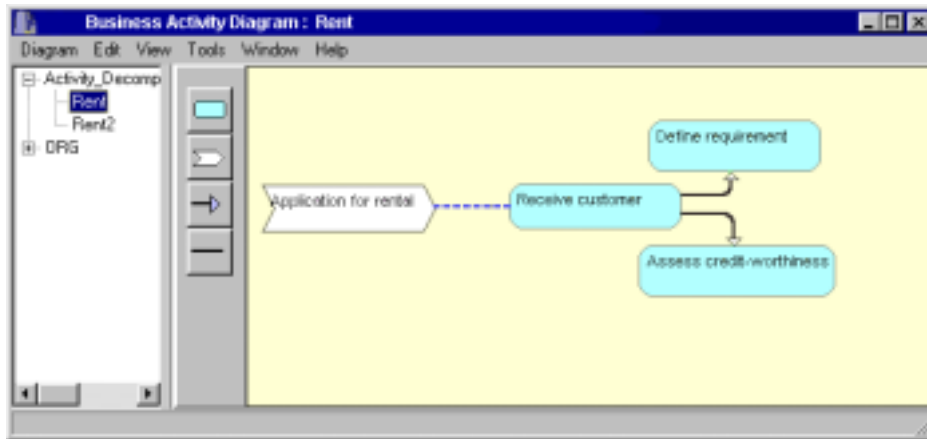 Business Activity Diagram : Rent
Diagram Edit View Tools Window Help
Activity_Decomp
Rent
Rent2
ORG
Define requirement
Application for rental
Receive customer
Assess credit-worthiness